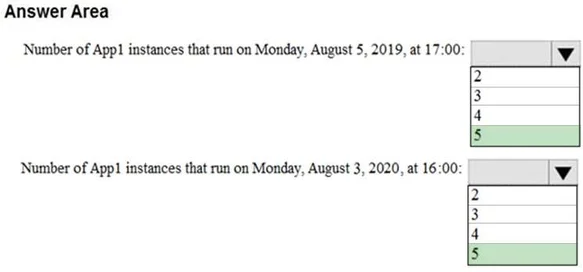 Answer Area
Number of App1 instances that run on Monday, August 5, 2019, at 17:00:
2
3
4
5
Number of App1 instances that run on Monday, August 3, 2020, at 16:00:
2
3
4
5